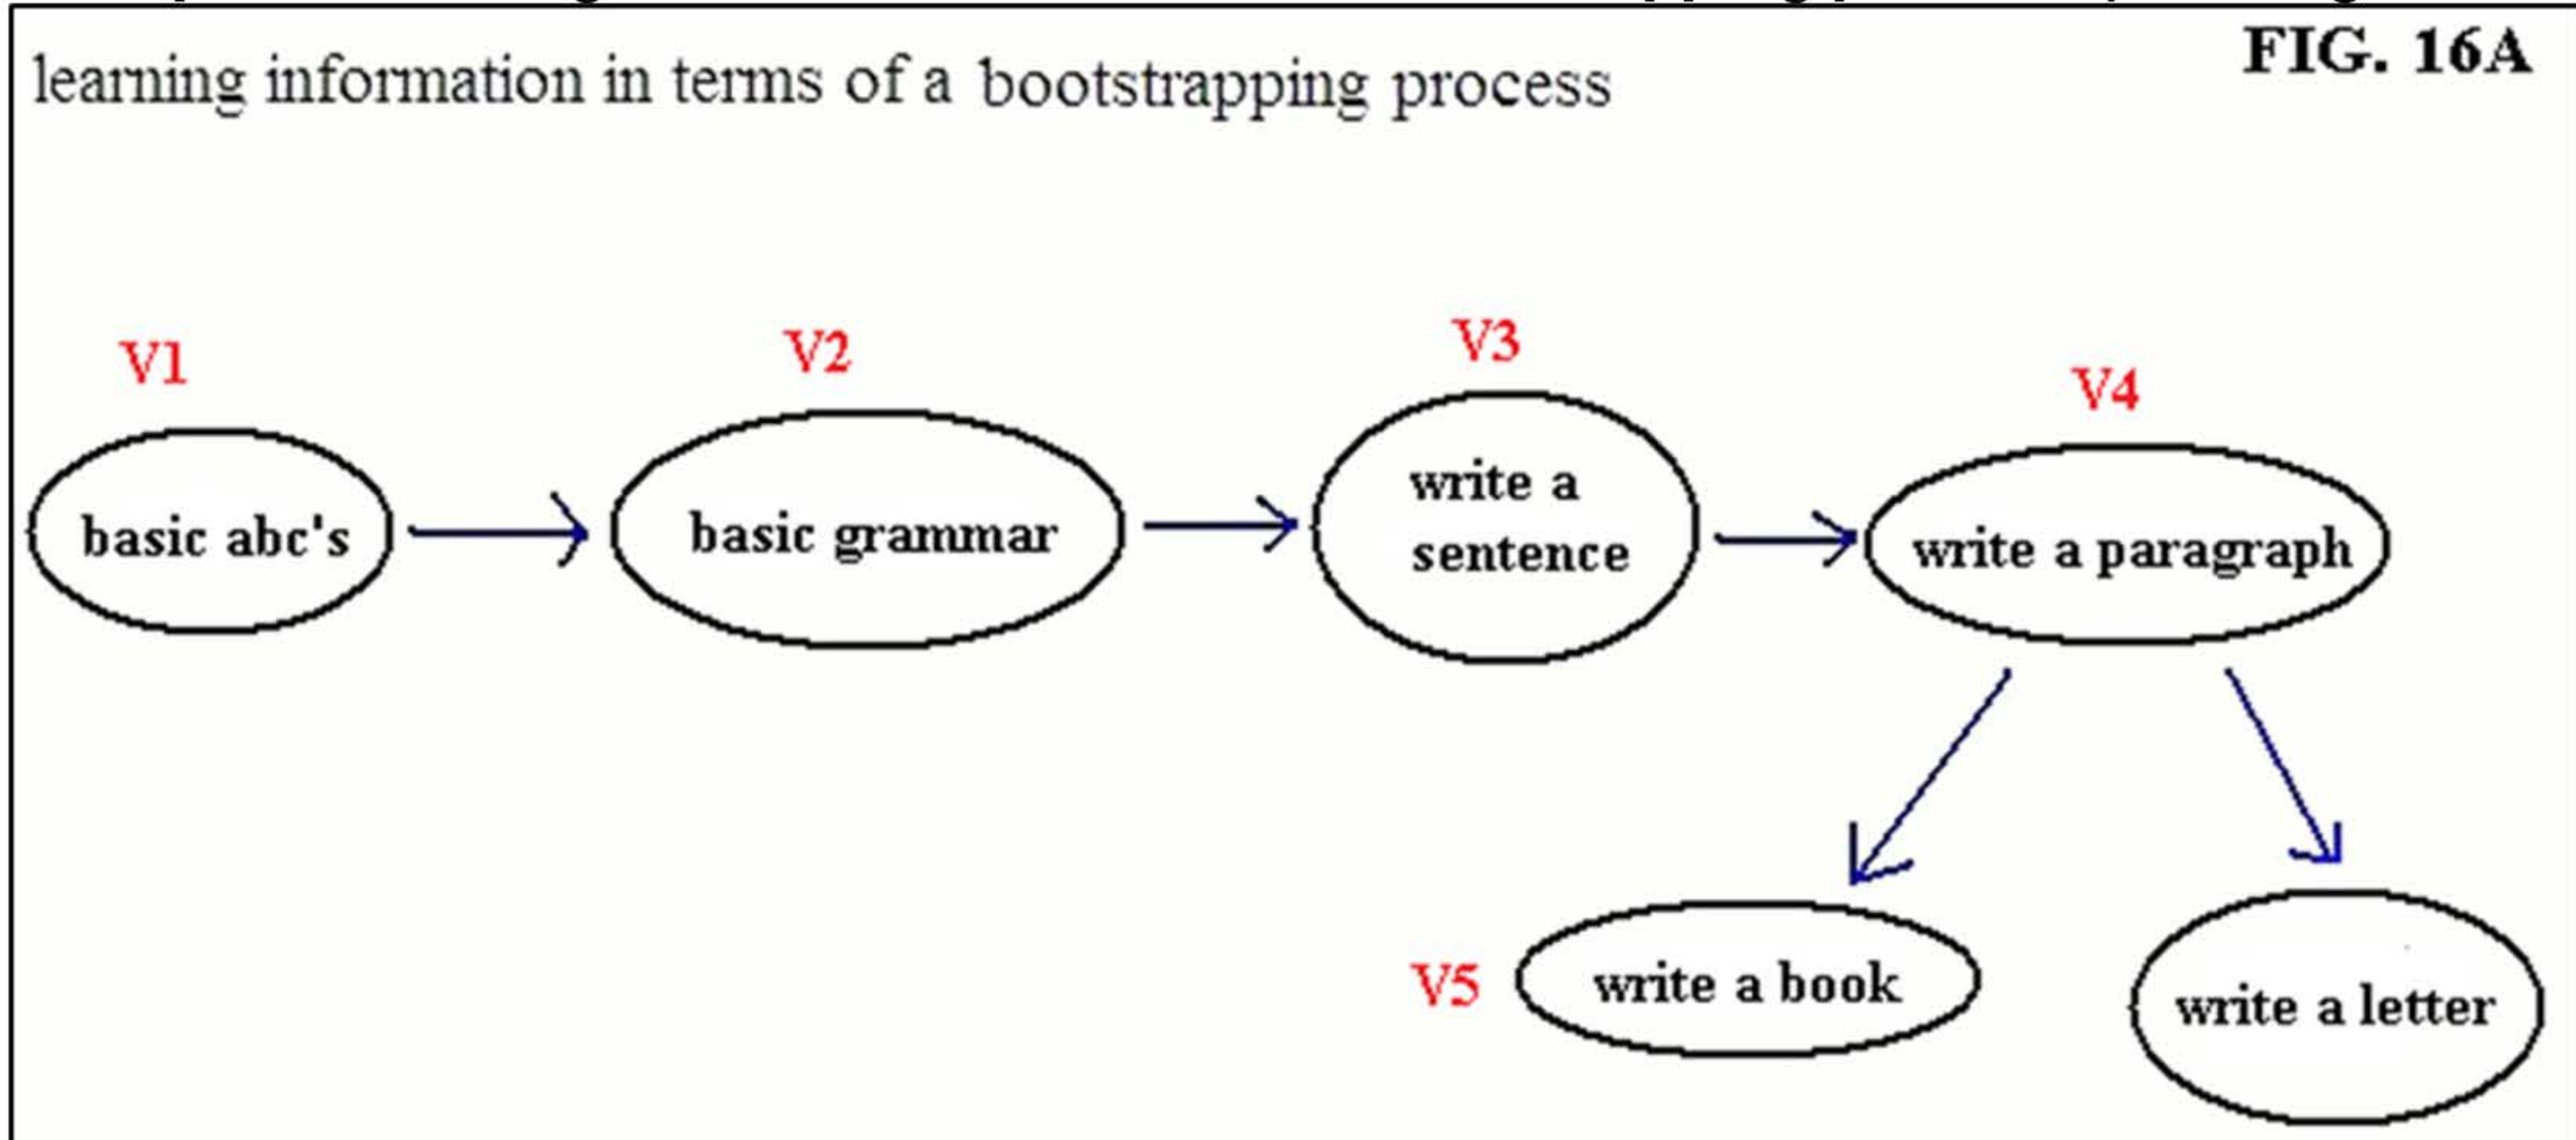 FIG. 16A
learning information in terms of a bootstrapping process
V1
V2
V3
V4
basic abc's
basic grammar
write a
sentence
write a paragraph
V5
write a book
write a letter